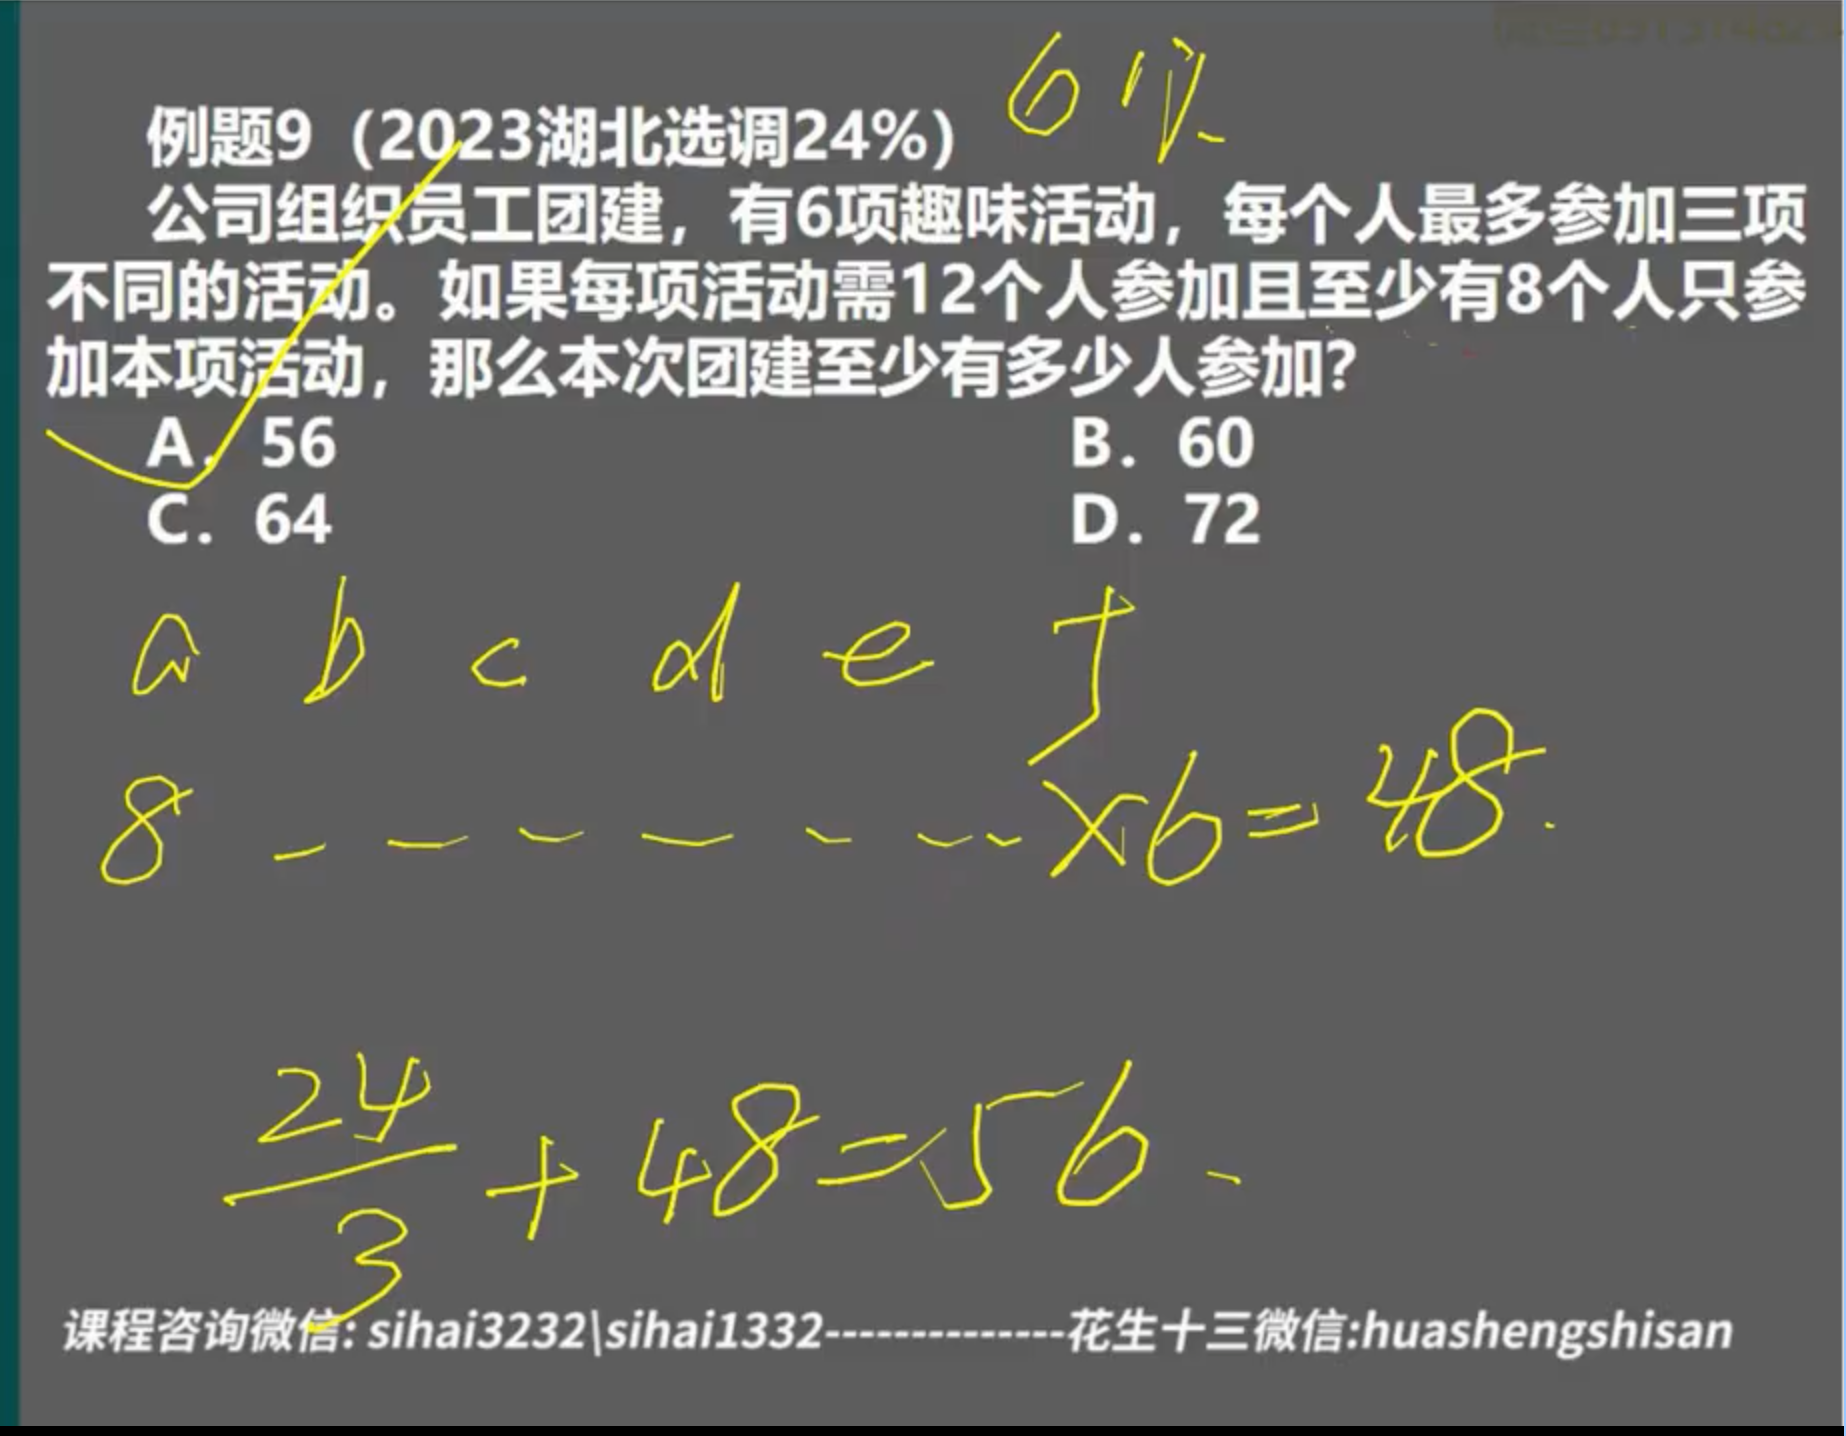 例题9（2023湖北选调24%）
公司组织员工团建，有6项趣味活动，每个人最多参加三项
不同的活动。如果每项活动需12个人参加且至少有8个人只参
加本项活动，那么本次团建至少有多少人参加?
A．56 B．60
C．64 D．72
a b c d e f
8 - - - - - - ×6=48.
24/3+48=56.
课程咨询微信: sihai3232\sihai1332--------------花生十三微信:huashengshisan